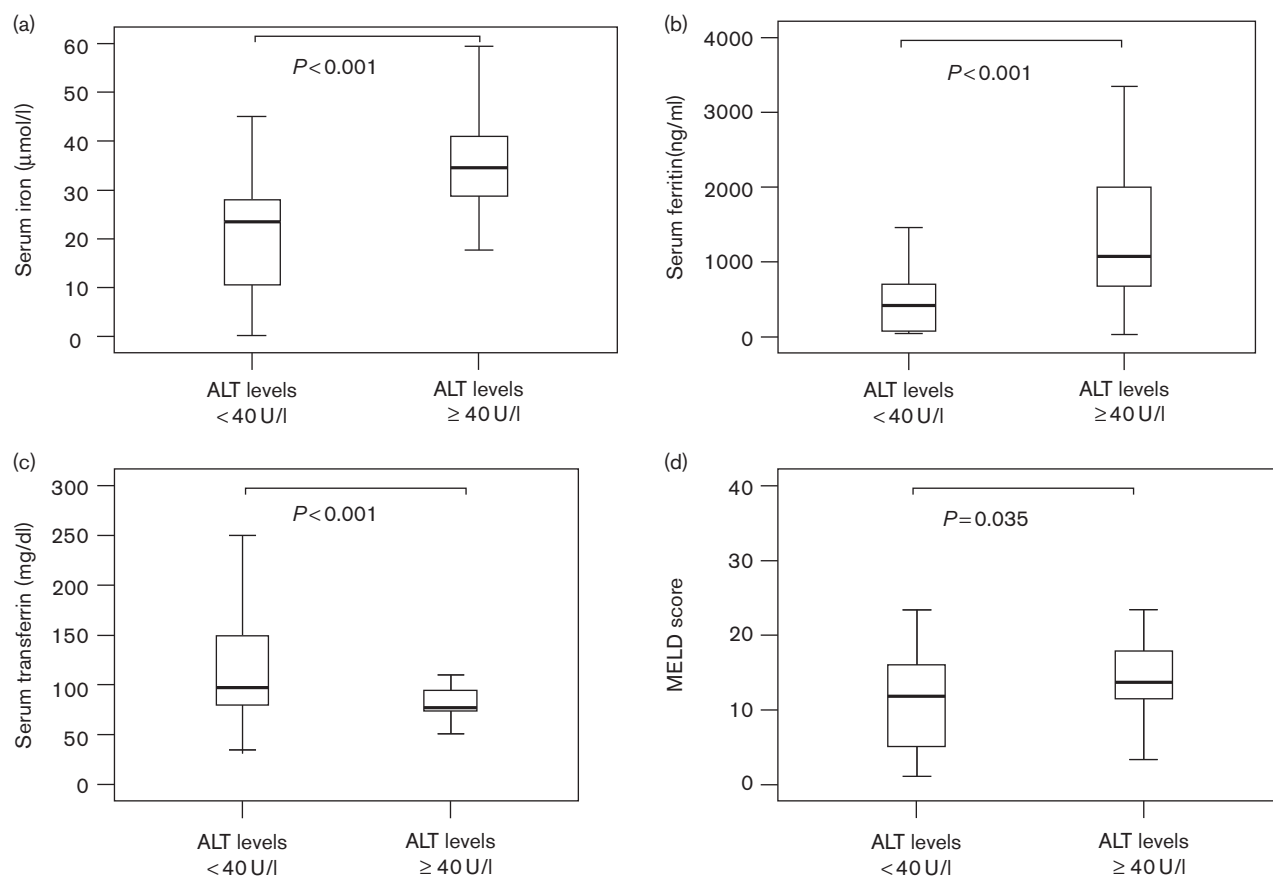 (a)
Serum iron (µmol/l)
60
50
40
30
20
10
0
P<0.001
ALT levels
<40 U/l
ALT levels
≥ 40 U/l
(b)
Serum ferritin(ng/ml)
4000
3000
2000
1000
0
P<0.001
ALT levels
<40 U/l
ALT levels
≥ 40 U/l
(c)
Serum transferrin (mg/dl)
300
250
200
150
100
50
0
P<0.001
ALT levels
<40 U/l
ALT levels
≥ 40 U/l
(d)
MELD score
40
30
20
10
0
P=0.035
ALT levels
<40 U/l
ALT levels
≥ 40 U/l